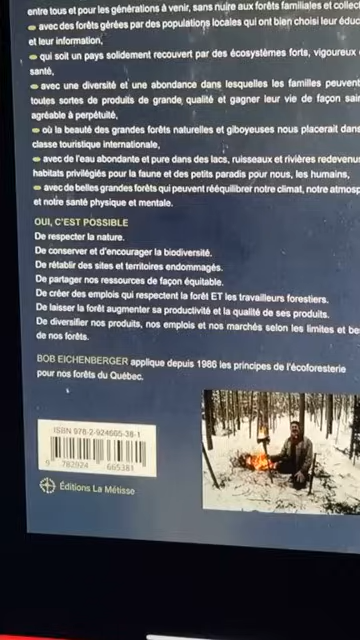 entre tous et pour les générations à venir, sans nuire aux forêts familiales et collec
avec des forêts gérées par des populations locales qui ont bien choisi leur éduc
et leur information,
qui soit un pays solidement recouvert par des écosystèmes forts, vigoureux
santé,
avec une diversité et une abondance dans lesquelles les familles peuvent
toutes sortes de produits de grande qualité et gagner leur vie de façon sain
agréable à perpétuité,
où la beauté des grandes forêts naturelles et giboyeuses nous placerait dans
classe touristique internationale,
avec de l'eau abondante et pure dans des lacs, ruisseaux et rivières redevenus
habitats privilégiés pour la faune et des petits paradis pour nous, les humains,
avec de belles grandes forêts qui peuvent rééquilibrer notre climat, notre atmosp
et notre santé physique et mentale.
OUI, C'EST POSSIBLE
De respecter la nature.
De conserver et d'encourager la biodiversité.
De rétablir des sites et territoires endommagés.
De partager nos ressources de façon équitable.
De créer des emplois qui respectent la forêt ET les travailleurs forestiers.
De laisser la forêt augmenter sa productivité et la qualité de ses produits.
De diversifier nos produits, nos emplois et nos marchés selon les limites et be
de nos forêts.
BOB EICHENBERGER applique depuis 1986 les principes de l'écoforesterie
pour nos forêts du Québec.
ISBN 978-2-924665-38-1
9 782924 665381
Éditions La Métisse